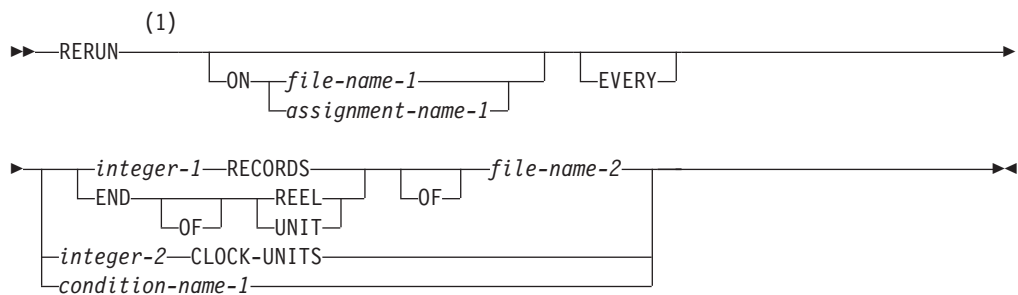 (1)
RERUN
ON file-name-1 EVERY
assignment-name-1
integer-1 RECORDS OF file-name-2
END OF REEL
UNIT
integer-2 CLOCK-UNITS
condition-name-1